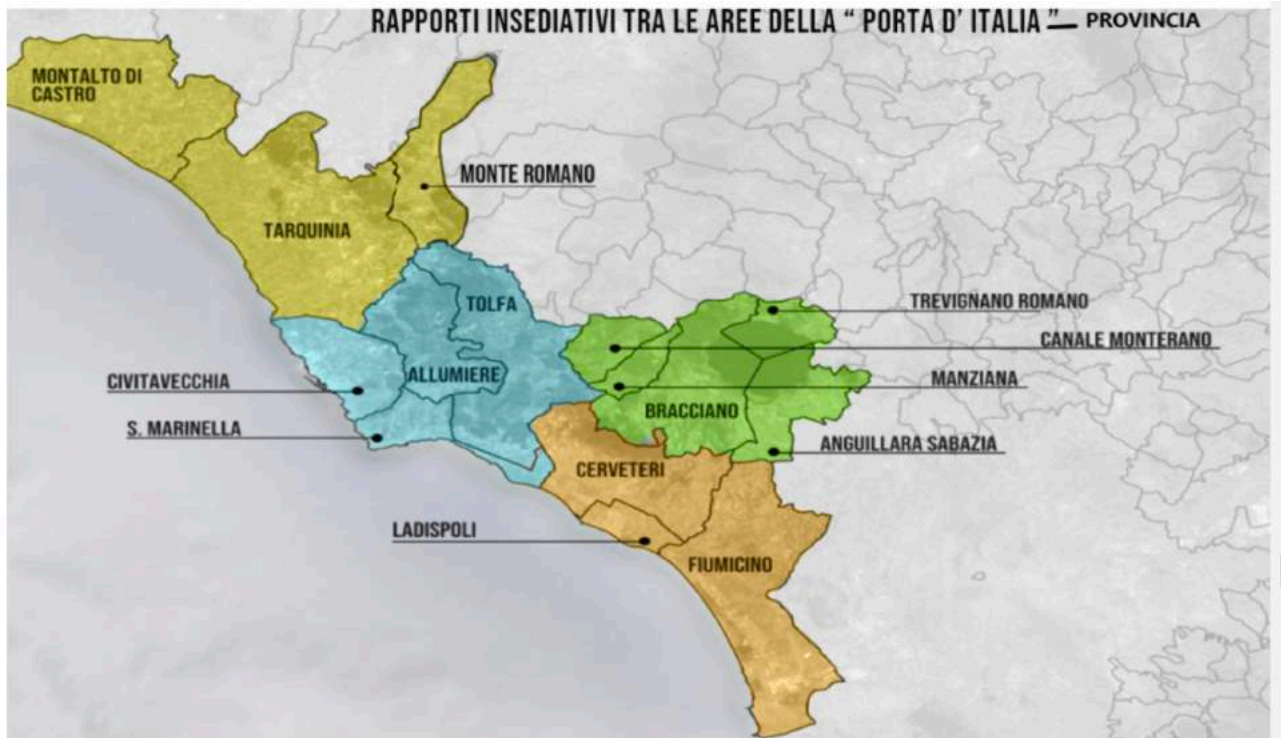 RAPPORTI INSEDIATIVI TRA LE AREE DELLA “ PORTA D’ ITALIA ”— PROVINCIA
MONTALTO DI
CASTRO
MONTE ROMANO
TARQUINIA
TOLFA
TREVIGNANO ROMANO
CANALE MONTERANO
CIVITAVECCHIA
ALLUMIERE
MANZIANA
BRACCIANO
S. MARINELLA
ANGUILLARA SABAZIA
CERVETERI
LADISPOLI
FIUMICINO